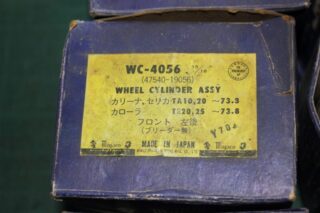 WC-4056
(47540-19056)
WHEEL CYLINDER ASSY
カリーナ, セリカ TA10,20 ~73.3
カローラ TE20,25 ~73.8
フロント 左後
(ブリーダー無)
MADE IN JAPAN